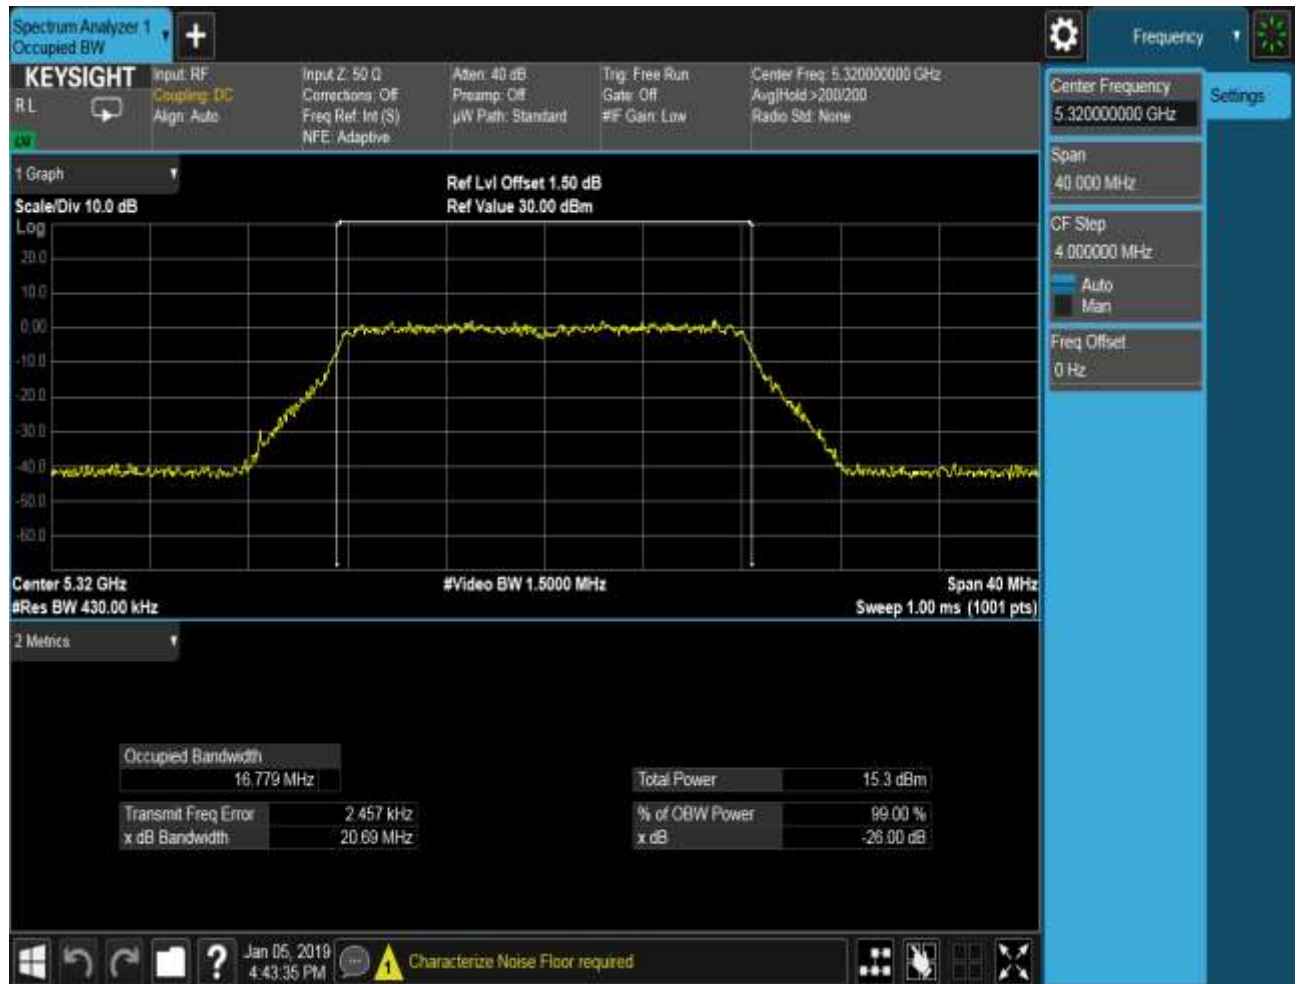 Spectrum Analyzer 1
Occupied BW
Frequency
KEYSIGHT
R L
Input: RF
Coupling: DC
Align: Auto
Input Z: 50 Ω
Corrections: Off
Freq Ref: Int (S)
NFE: Adaptive
Atten: 40 dB
Preamp: Off
µW Path: Standard
Trig: Free Run
Gate: Off
#IF Gain: Low
Center Freq: 5.320000000 GHz
Avg|Hold:>200/200
Radio Std: None
Center Frequency
5.320000000 GHz
Settings
Span
40.000 MHz
CF Step
4.000000 MHz
Auto
Man
Freq Offset
0 Hz
1 Graph
Scale/Div 10.0 dB
Ref Lvl Offset 1.50 dB
Ref Value 30.00 dBm
Log
20.0
10.0
0.00
-10.0
-20.0
-30.0
-40.0
-50.0
-60.0
Center 5.32 GHz
#Video BW 1.5000 MHz
Span 40 MHz
#Res BW 430.00 kHz
Sweep 1.00 ms (1001 pts)
2 Metrics
Occupied Bandwidth
16.779 MHz
Total Power 15.3 dBm
Transmit Freq Error 2.457 kHz
% of OBW Power 99.00 %
x dB Bandwidth 20.69 MHz
x dB -26.00 dB
?
Jan 05, 2019
4:43:35 PM
1
Characterize Noise Floor required